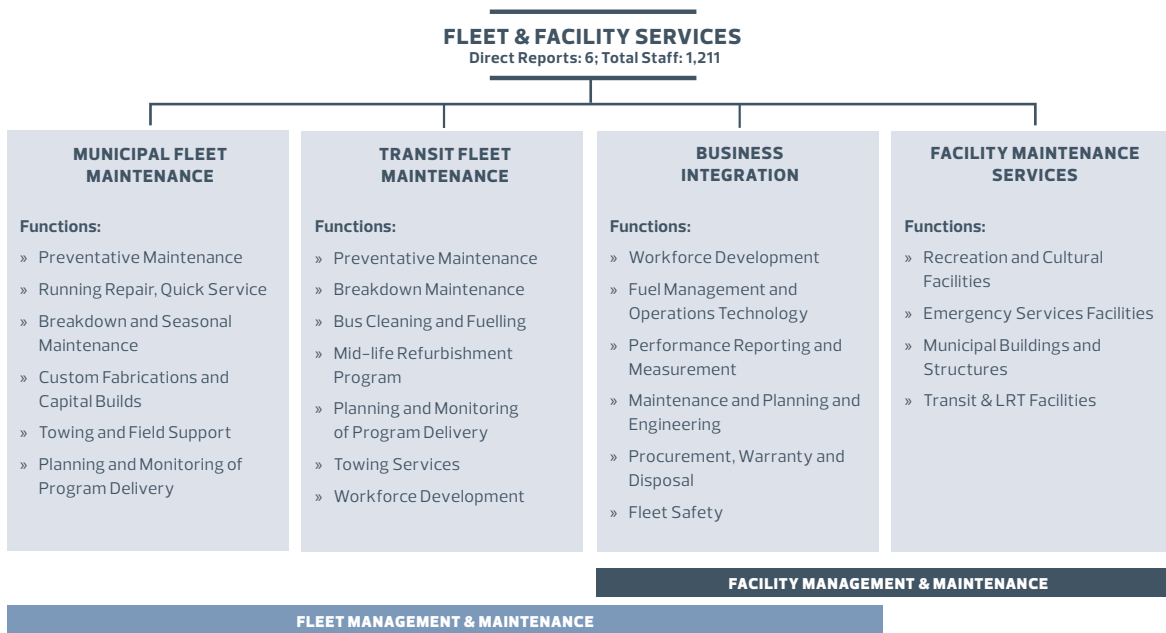 FLEET & FACILITY SERVICES
Direct Reports: 6; Total Staff: 1,211
MUNICIPAL FLEET
MAINTENANCE
Functions:
» Preventative Maintenance
» Running Repair, Quick Service
» Breakdown and Seasonal
Maintenance
» Custom Fabrications and
Capital Builds
» Towing and Field Support
» Planning and Monitoring of
Program Delivery
TRANSIT FLEET
MAINTENANCE
Functions:
» Preventative Maintenance
» Breakdown Maintenance
» Bus Cleaning and Fuelling
» Mid-life Refurbishment
Program
» Planning and Monitoring
of Program Delivery
» Towing Services
» Workforce Development
BUSINESS
INTEGRATION
Functions:
» Workforce Development
» Fuel Management and
Operations Technology
» Performance Reporting and
Measurement
» Maintenance and Planning and
Engineering
» Procurement, Warranty and
Disposal
» Fleet Safety
FACILITY MAINTENANCE
SERVICES
Functions:
» Recreation and Cultural
Facilities
» Emergency Services Facilities
» Municipal Buildings and
Structures
» Transit & LRT Facilities
FACILITY MANAGEMENT & MAINTENANCE
FLEET MANAGEMENT & MAINTENANCE